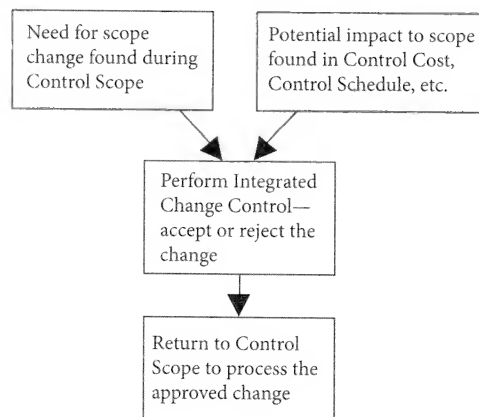 Need for scope
change found during
Control Scope
Potential impact to scope
found in Control Cost,
Control Schedule, etc.
Perform Integrated
Change Control—
accept or reject the
change
Return to Control
Scope to process the
approved change